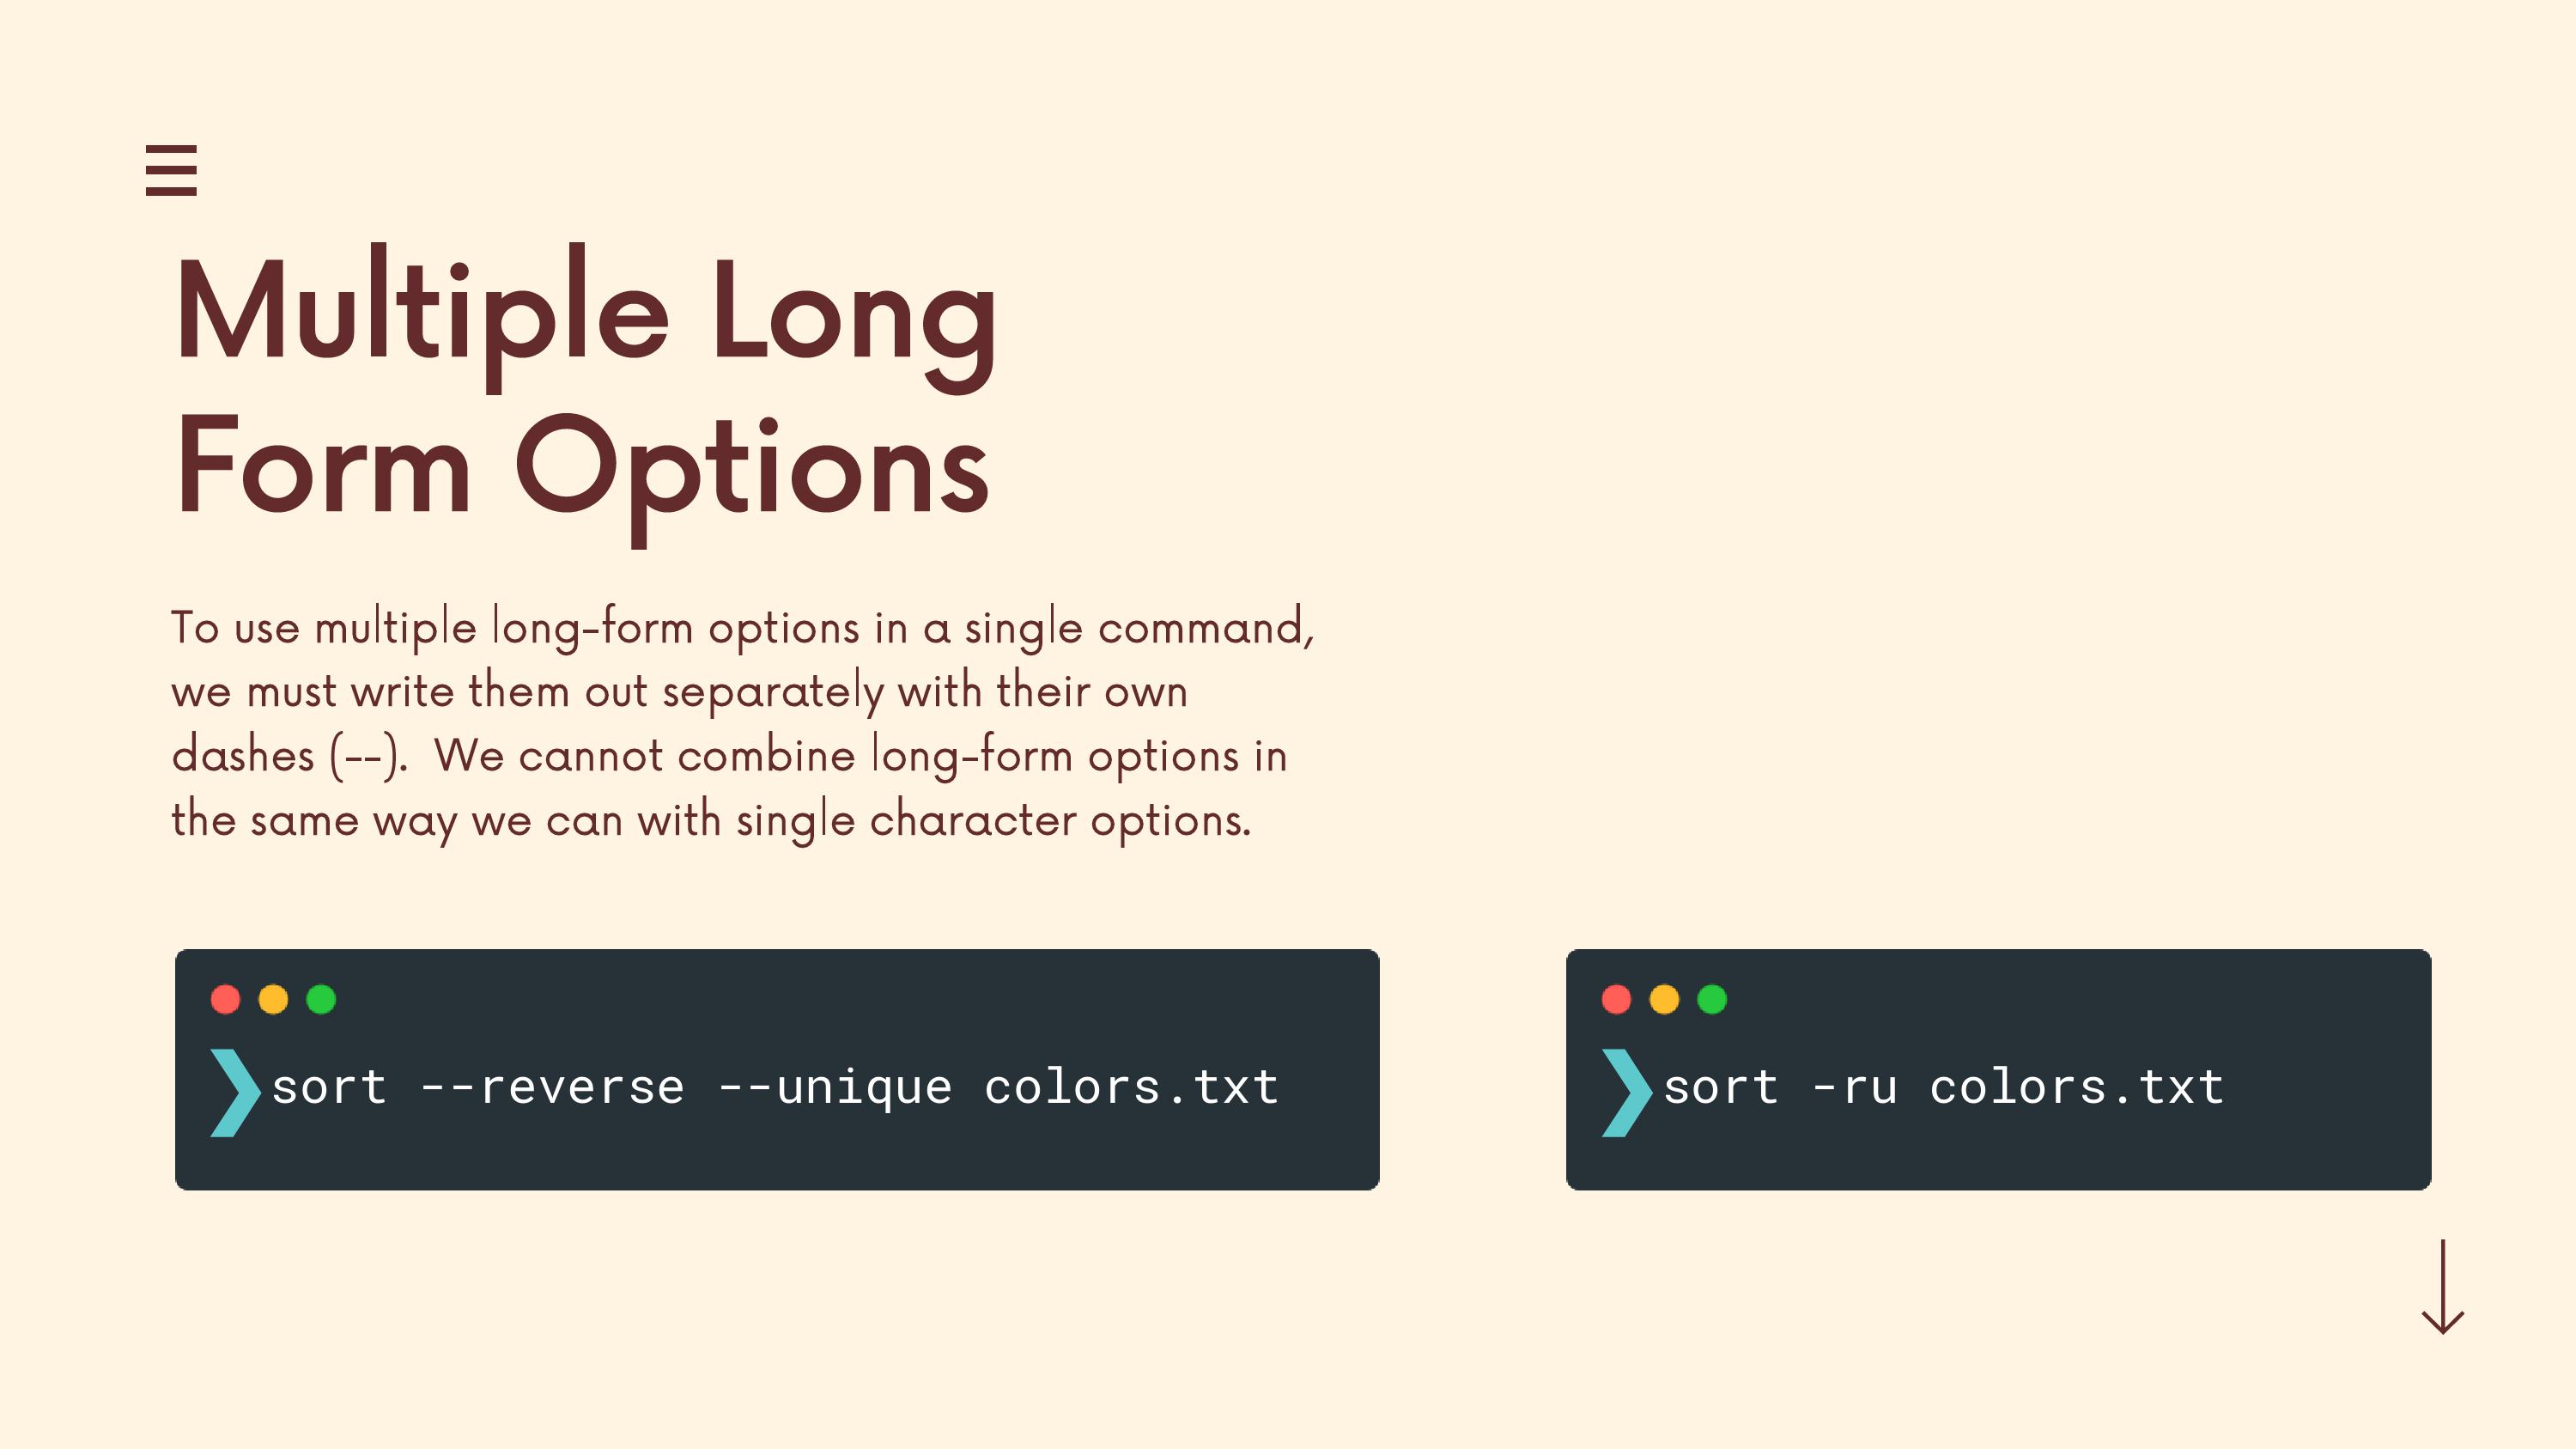 Multiple Long
Form Options
To use multiple long-form options in a single command,
we must write them out separately with their own
dashes (--).  We cannot combine long-form options in
the same way we can with single character options.
❯sort --reverse --unique colors.txt
❯sort -ru colors.txt